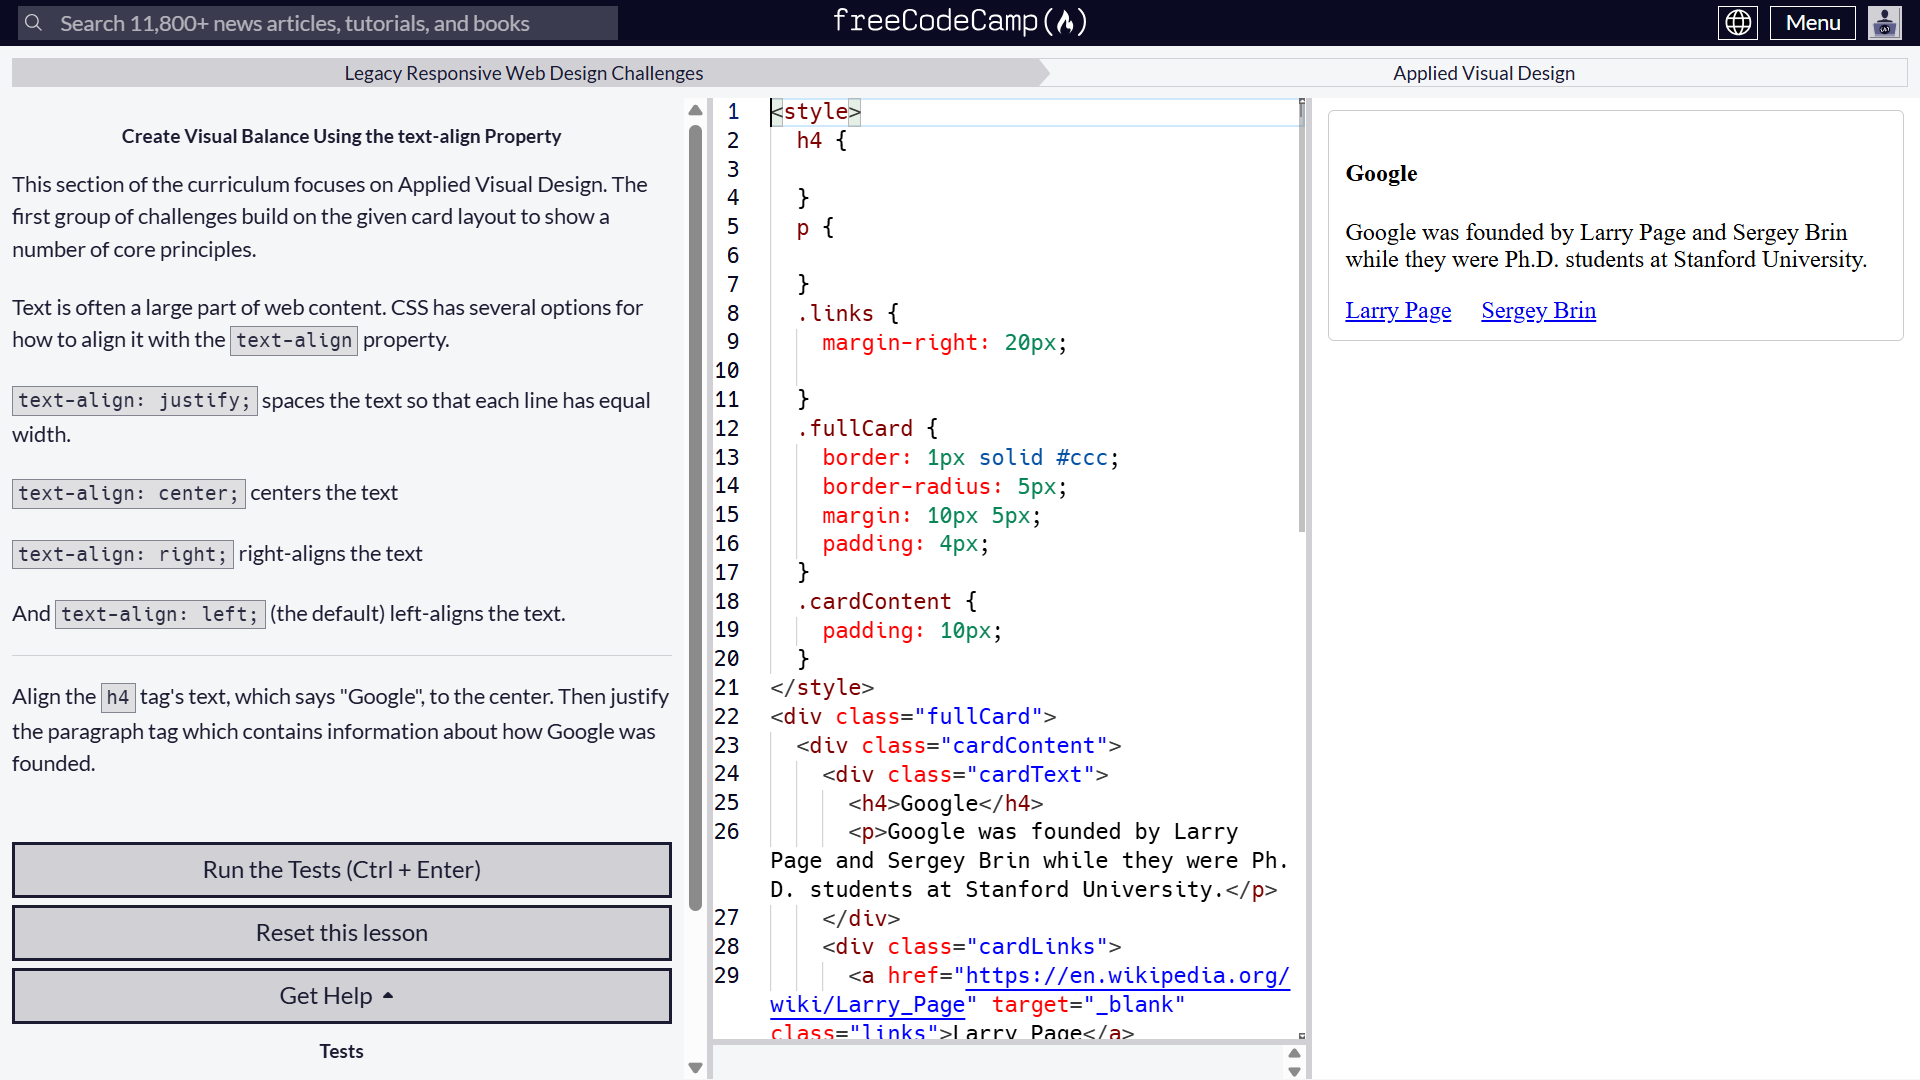 Search 11,800+ news articles, tutorials, and books
freeCodeCamp(🔥)
Menu
Legacy Responsive Web Design Challenges
Applied Visual Design
Create Visual Balance Using the text-align Property
This section of the curriculum focuses on Applied Visual Design. The
first group of challenges build on the given card layout to show a
number of core principles.
Text is often a large part of web content. CSS has several options for
how to align it with the text-align property.
text-align: justify; spaces the text so that each line has equal
width.
text-align: center; centers the text
text-align: right; right-aligns the text
And text-align: left; (the default) left-aligns the text.
Align the h4 tag's text, which says "Google", to the center. Then justify
the paragraph tag which contains information about how Google was
founded.
Run the Tests (Ctrl + Enter)
Reset this lesson
Get Help
Tests
1 <style>
2 h4 {
3
4 }
5 p {
6
7 }
8 .links {
9 margin-right: 20px;
10
11 }
12 .fullCard {
13 border: 1px solid #ccc;
14 border-radius: 5px;
15 margin: 10px 5px;
16 padding: 4px;
17 }
18 .cardContent {
19 padding: 10px;
20 }
21 </style>
22 <div class="fullCard">
23 <div class="cardContent">
24 <div class="cardText">
25 <h4>Google</h4>
26 <p>Google was founded by Larry
Page and Sergey Brin while they were Ph.
D. students at Stanford University.</p>
27 </div>
28 <div class="cardLinks">
29 <a href="https://en.wikipedia.org/
wiki/Larry_Page" target="_blank"
class="links">Larry Page</a>
Google
Google was founded by Larry Page and Sergey Brin
while they were Ph.D. students at Stanford University.
Larry Page Sergey Brin